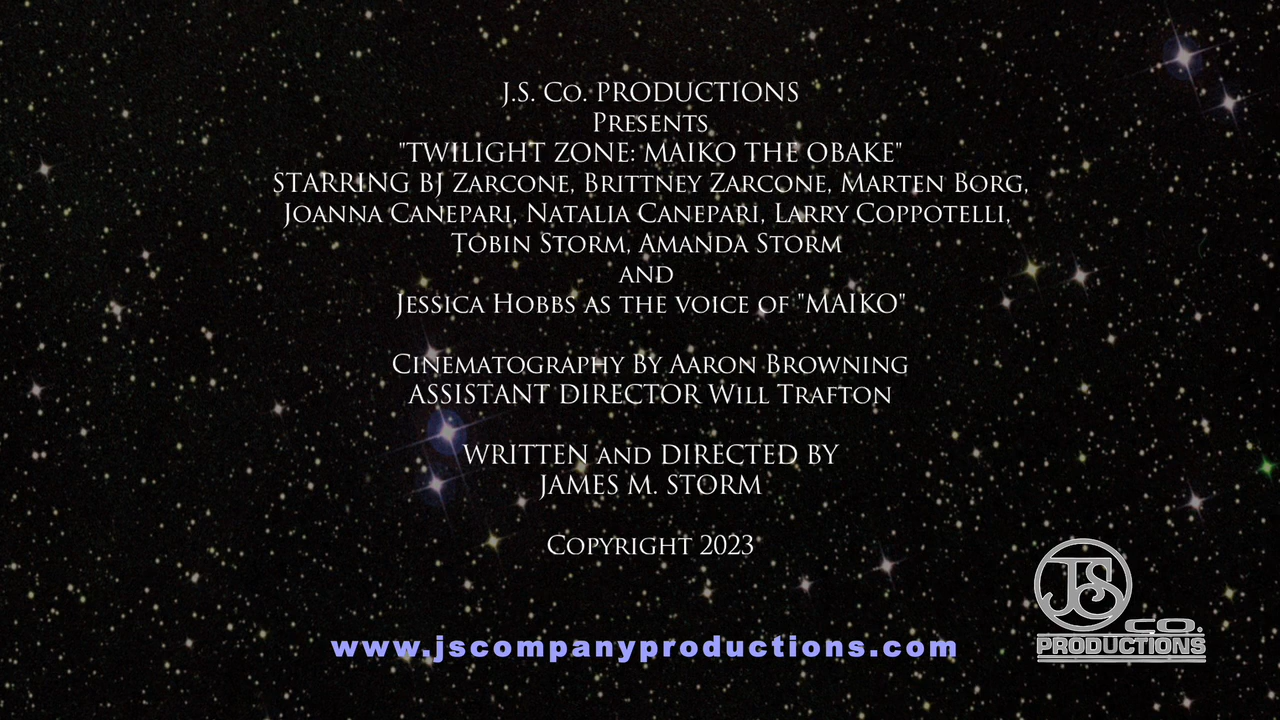 J.S. Co. PRODUCTIONS
Presents
"TWILIGHT ZONE: MAIKO THE OBAKE"
STARRING BJ Zarcone, Brittney Zarcone, Marten Borg,
Joanna Canepari, Natalia Canepari, Larry Coppotelli,
Tobin Storm, Amanda Storm
and
Jessica Hobbs as the voice of "MAIKO"
Cinematography By Aaron Browning
ASSISTANT DIRECTOR Will Trafton
WRITTEN and DIRECTED BY
JAMES M. STORM
Copyright 2023
JS
CO.
PRODUCTIONS
www.jscompanyproductions.com